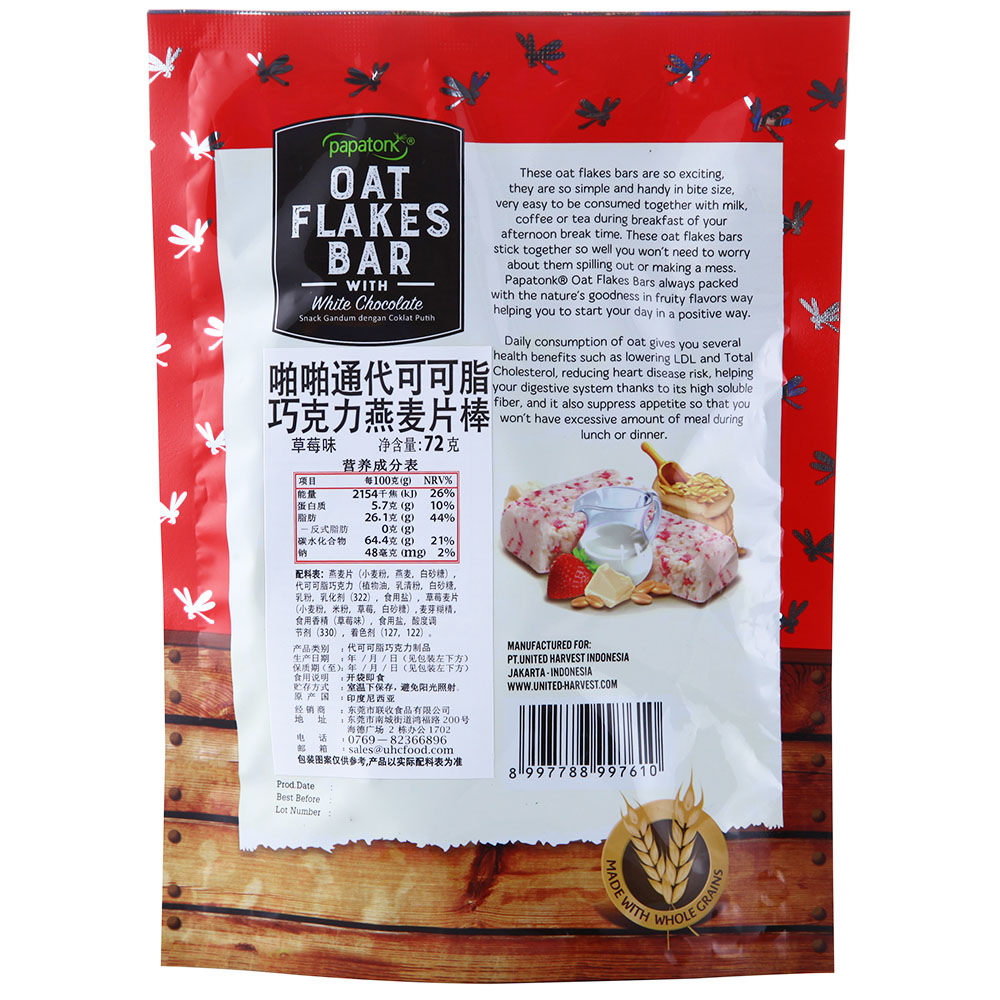 papatonk®
OAT
FLAKES
BAR
WITH
White Chocolate
Snack Gandum dengan Coklat Putih
These oat flakes bars are so exciting,
they are so simple and handy in bite size,
very easy to be consumed together with milk,
coffee or tea during breakfast of your
afternoon break time. These oat flakes bars
stick together so well you won't need to worry
about them spilling out or making a mess.
Papatonk® Oat Flakes Bars always packed
with the nature's goodness in fruity flavors way
helping you to start your day in a positive way.
Daily consumption of oat gives you several
health benefits such as lowering LDL and Total
Cholesterol, reducing heart disease risk, helping
your digestive system thanks to its high soluble
fiber, and it also suppress appetite so that you
won't have excessive amount of meal during
lunch or dinner.
啪啪通代可可脂
巧克力燕麦片棒
草莓味 净含量:72克
营养成分表
项目 每100克(g) NRV%
能量 2154千焦(kJ) 26%
蛋白质 5.7克(g) 10%
脂肪 26.1克(g) 44%
－反式脂肪 0克(g)
碳水化合物 64.4克(g) 21%
钠 48毫克(mg) 2%
配料表：燕麦片（小麦粉，燕麦，白砂糖），
代可可脂巧克力（植物油，乳清粉，白砂糖，
乳粉，乳化剂（322），食用盐），草莓麦片
（小麦粉，米粉，草莓，白砂糖），麦芽糊精，
食用香精（草莓味），食用盐，酸度调
节剂（330），着色剂（127，122）。
产品类别：代可可脂巧克力制品
生产日期：年／月／日（见包装左下方）
保质期(至)：年／月／日（见包装左下方）
食用说明：开袋即食
贮存方式：室温下保存，避免阳光照射。
原产国：印度尼西亚
经销商：东莞市联收食品有限公司
地址：东莞市南城街道鸿福路200号
海德广场2栋办公1702
电话：0769－82366896
邮箱：sales@uhcfood.com
包装图案仅供参考,产品以实际配料表为准
Prod.Date :
Best Before :
Lot Number :
MANUFACTURED FOR:
PT.UNITED HARVEST INDONESIA
JAKARTA - INDONESIA
WWW.UNITED-HARVEST.COM
8 997788 997610
MADE WITH WHOLE GRAINS